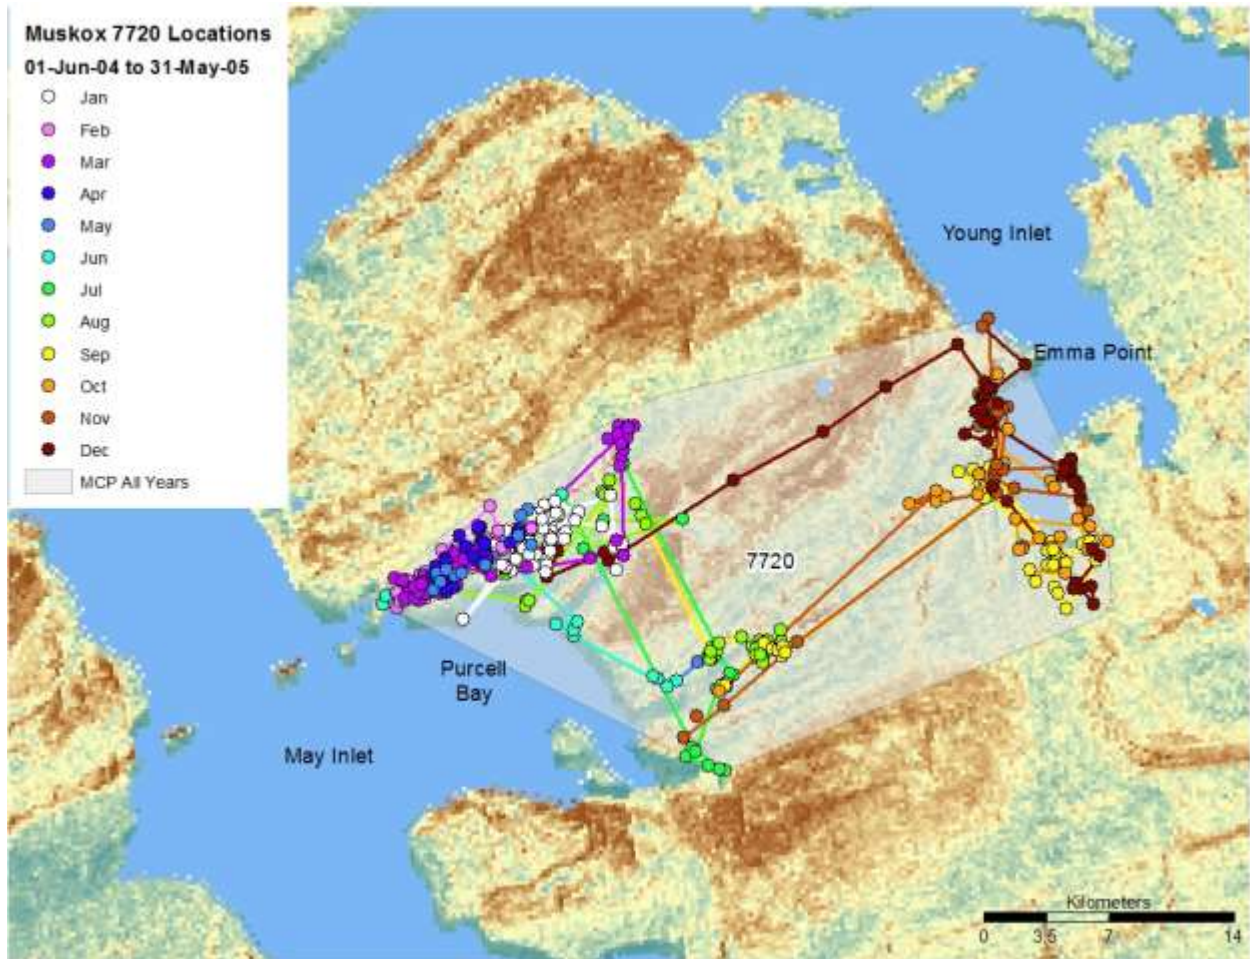 Muskox 7720 Locations
01-Jun-04 to 31-May-05
Jan
Feb
Mar
Apr
May
Jun
Jul
Aug
Sep
Oct
Nov
Dec
MCP All Years
Young Inlet
Emma Point
7720
Purcell
Bay
May Inlet
Kilometers
0 3.5 7 14